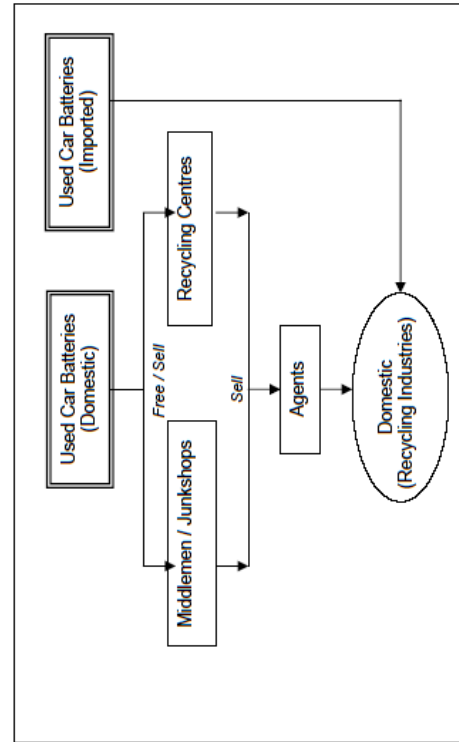 Used Car Batteries
(Domestic)
Used Car Batteries
(Imported)
Free / Sell
Middlemen / Junkshops
Recycling Centres
Sell
Agents
Domestic
(Recycling Industries)